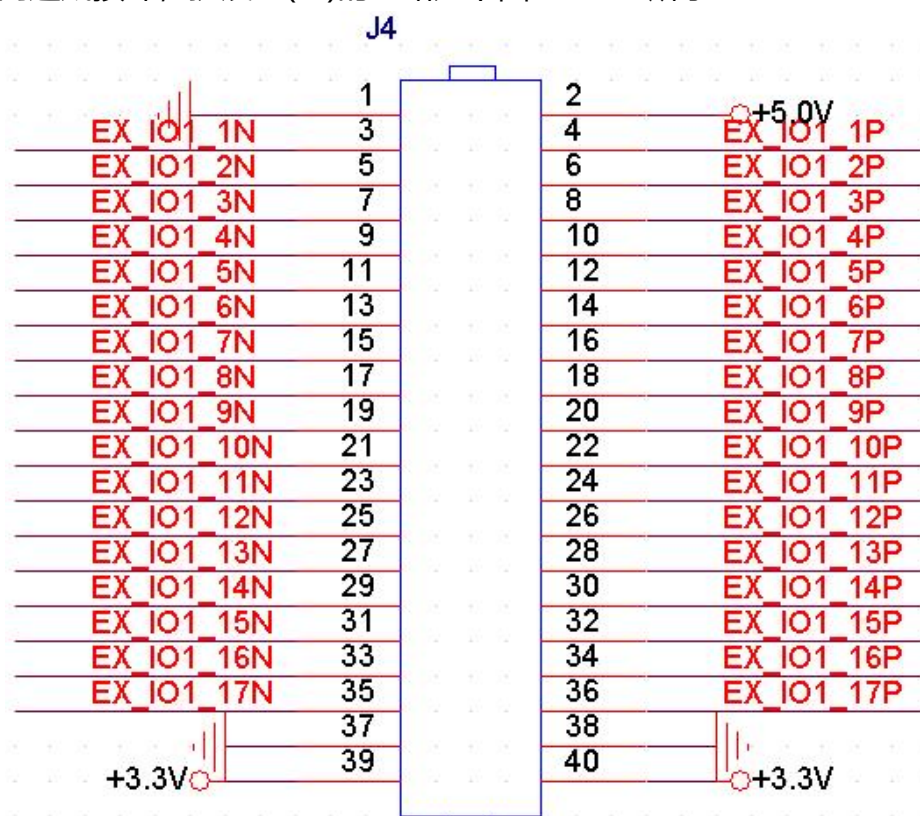 J4
1 2
+5.0V
EX_IO1_1N 3 4 EX_IO1_1P
EX_IO1_2N 5 6 EX_IO1_2P
EX_IO1_3N 7 8 EX_IO1_3P
EX_IO1_4N 9 10 EX_IO1_4P
EX_IO1_5N 11 12 EX_IO1_5P
EX_IO1_6N 13 14 EX_IO1_6P
EX_IO1_7N 15 16 EX_IO1_7P
EX_IO1_8N 17 18 EX_IO1_8P
EX_IO1_9N 19 20 EX_IO1_9P
EX_IO1_10N 21 22 EX_IO1_10P
EX_IO1_11N 23 24 EX_IO1_11P
EX_IO1_12N 25 26 EX_IO1_12P
EX_IO1_13N 27 28 EX_IO1_13P
EX_IO1_14N 29 30 EX_IO1_14P
EX_IO1_15N 31 32 EX_IO1_15P
EX_IO1_16N 33 34 EX_IO1_16P
EX_IO1_17N 35 36 EX_IO1_17P
37 38
+3.3V 39 40 +3.3V